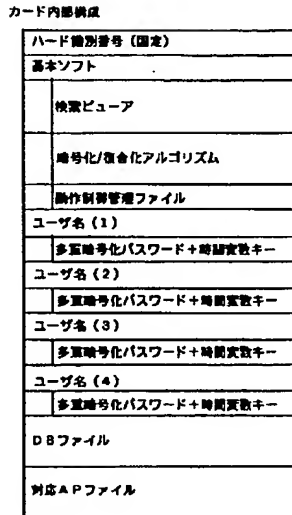 カード内部構成
ハード識別番号(固定)
基本ソフト
検索ビューア
暗号化/復合化アルゴリズム
動作制御管理ファイル
ユーザ名(1)
多重暗号化パスワード+時間変数キー
ユーザ名(2)
多重暗号化パスワード+時間変数キー
ユーザ名(3)
多重暗号化パスワード+時間変数キー
ユーザ名(4)
多重暗号化パスワード+時間変数キー
DBファイル
対応APファイル